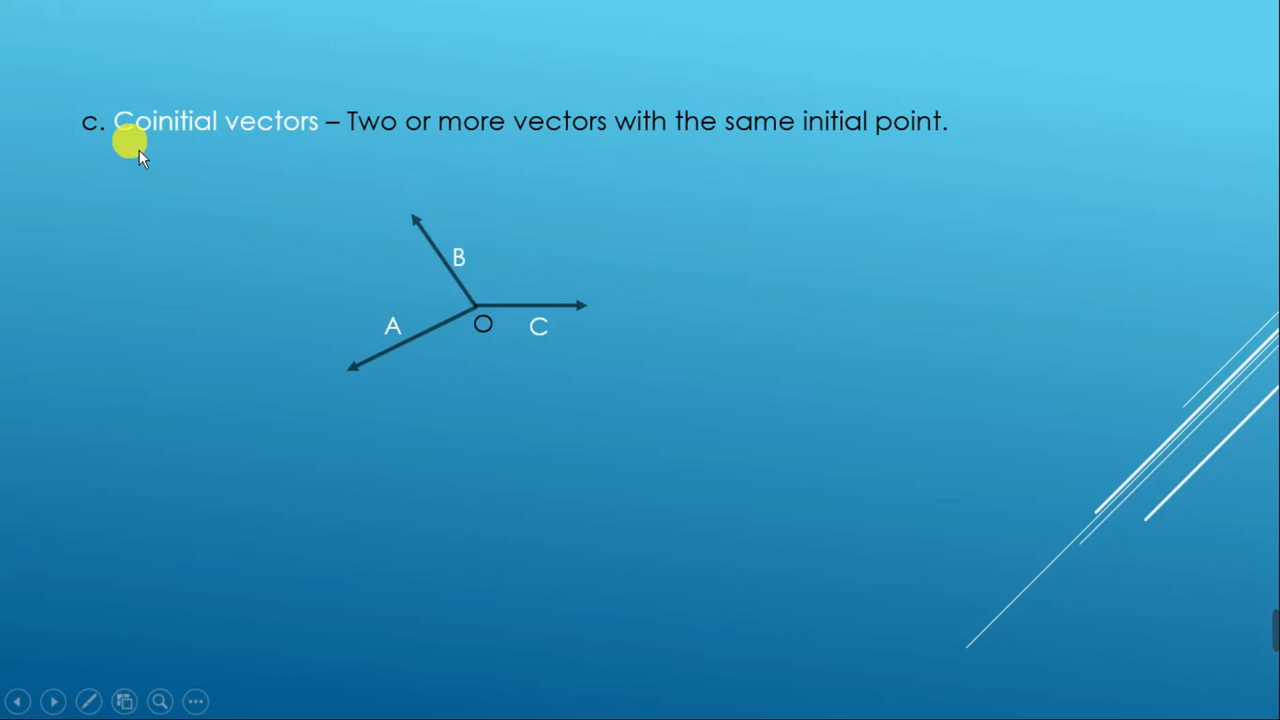 c. Coinitial vectors – Two or more vectors with the same initial point.
B
A
O
C